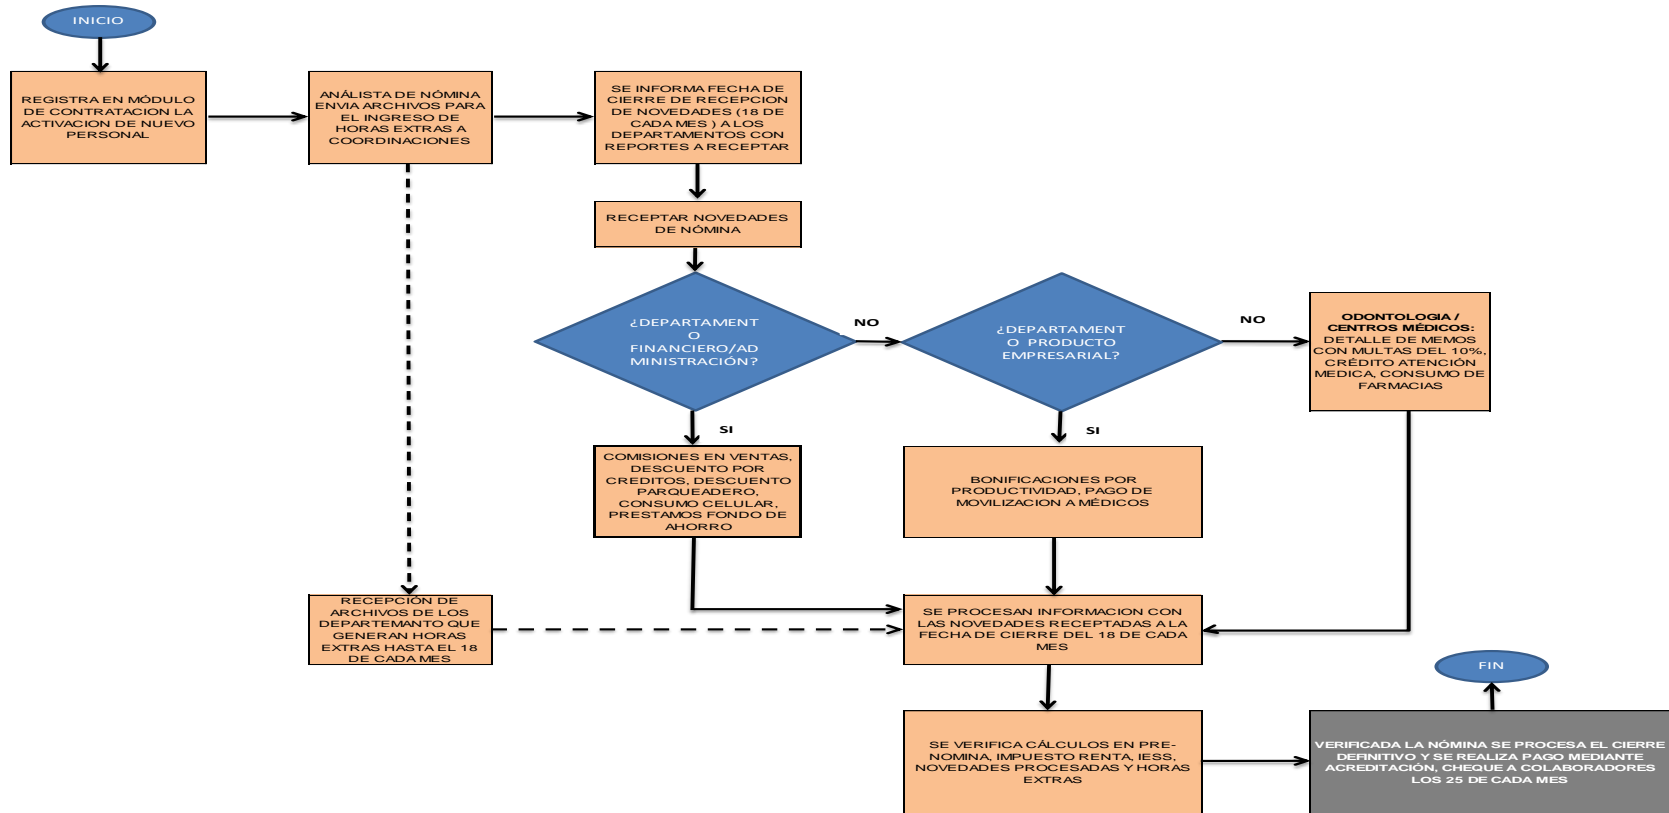 INICIO
REGISTRA EN MÓDULO
DE CONTRATACION LA
ACTIVACION DE NUEVO
PERSONAL
ANÁLISTA DE NÓMINA
ENVIA ARCHIVOS PARA
EL INGRESO DE
HORAS EXTRAS A
COORDINACIONES
SE INFORMA FECHA DE
CIERRE DE RECEPCION
DE NOVEDADES (18 DE
CADA MES ) A LOS
DEPARTAMENTOS CON
REPORTES A RECEPTAR
RECEPTAR NOVEDADES
DE NÓMINA
¿DEPARTAMENT
O
FINANCIERO/AD
MINISTRACIÓN?
NO
¿DEPARTAMENT
O PRODUCTO
EMPRESARIAL?
NO
ODONTOLOGIA /
CENTROS MÉDICOS:
DETALLE DE MEMOS
CON MULTAS DEL 10%,
CRÉDITO ATENCIÓN
MEDICA, CONSUMO DE
FARMACIAS
SI
SI
COMISIONES EN VENTAS,
DESCUENTO POR
CREDITOS, DESCUENTO
PARQUEADERO,
CONSUMO CELULAR,
PRESTAMOS FONDO DE
AHORRO
BONIFICACIONES POR
PRODUCTIVIDAD, PAGO DE
MOVILIZACION A MÉDICOS
RECEPCIÓN DE
ARCHIVOS DE LOS
DEPARTEMANTO QUE
GENERAN HORAS
EXTRAS HASTA EL 18
DE CADA MES
SE PROCESAN INFORMACION CON
LAS NOVEDADES RECEPTADAS A LA
FECHA DE CIERRE DEL 18 DE CADA
MES
FIN
SE VERIFICA CÁLCULOS EN PRE-
NOMINA, IMPUESTO RENTA, IESS,
NOVEDADES PROCESADAS Y HORAS
EXTRAS
VERIFICADA LA NÓMINA SE PROCESA EL CIERRE
DEFINITIVO Y SE REALIZA PAGO MEDIANTE
ACREDITACIÓN, CHEQUE A COLABORADORES
LOS 25 DE CADA MES